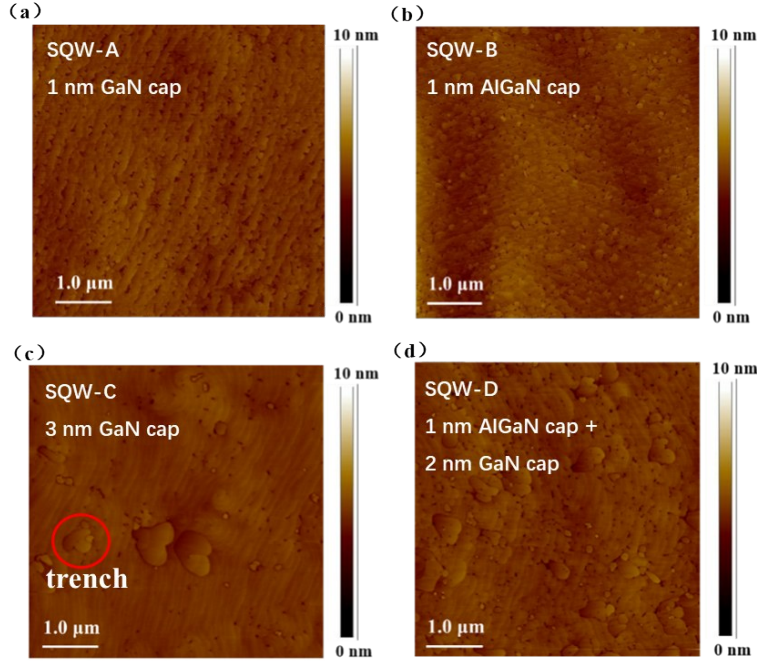 (a)
10 nm
SQW-A
1 nm GaN cap
1.0 μm
0 nm
(b)
10 nm
SQW-B
1 nm AlGaN cap
1.0 μm
0 nm
(c)
10 nm
SQW-C
3 nm GaN cap
trench
1.0 μm
0 nm
(d)
10 nm
SQW-D
1 nm AlGaN cap +
2 nm GaN cap
1.0 μm
0 nm